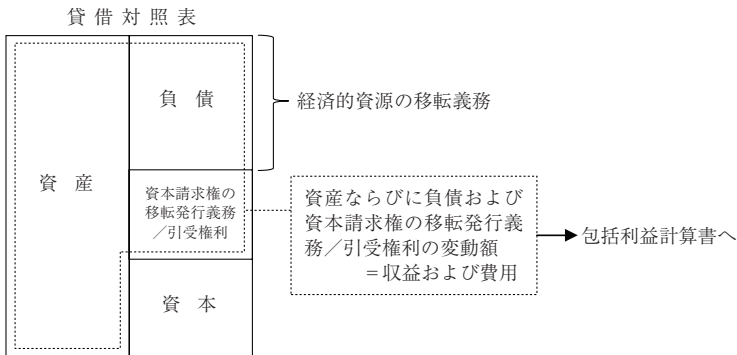 貸借対照表
負債
経済的資源の移転義務
資産
資本請求権の
移転発行義務
／引受権利
資産ならびに負債および
資本請求権の移転発行義
務／引受権利の変動額
＝収益および費用
包括利益計算書へ
資本